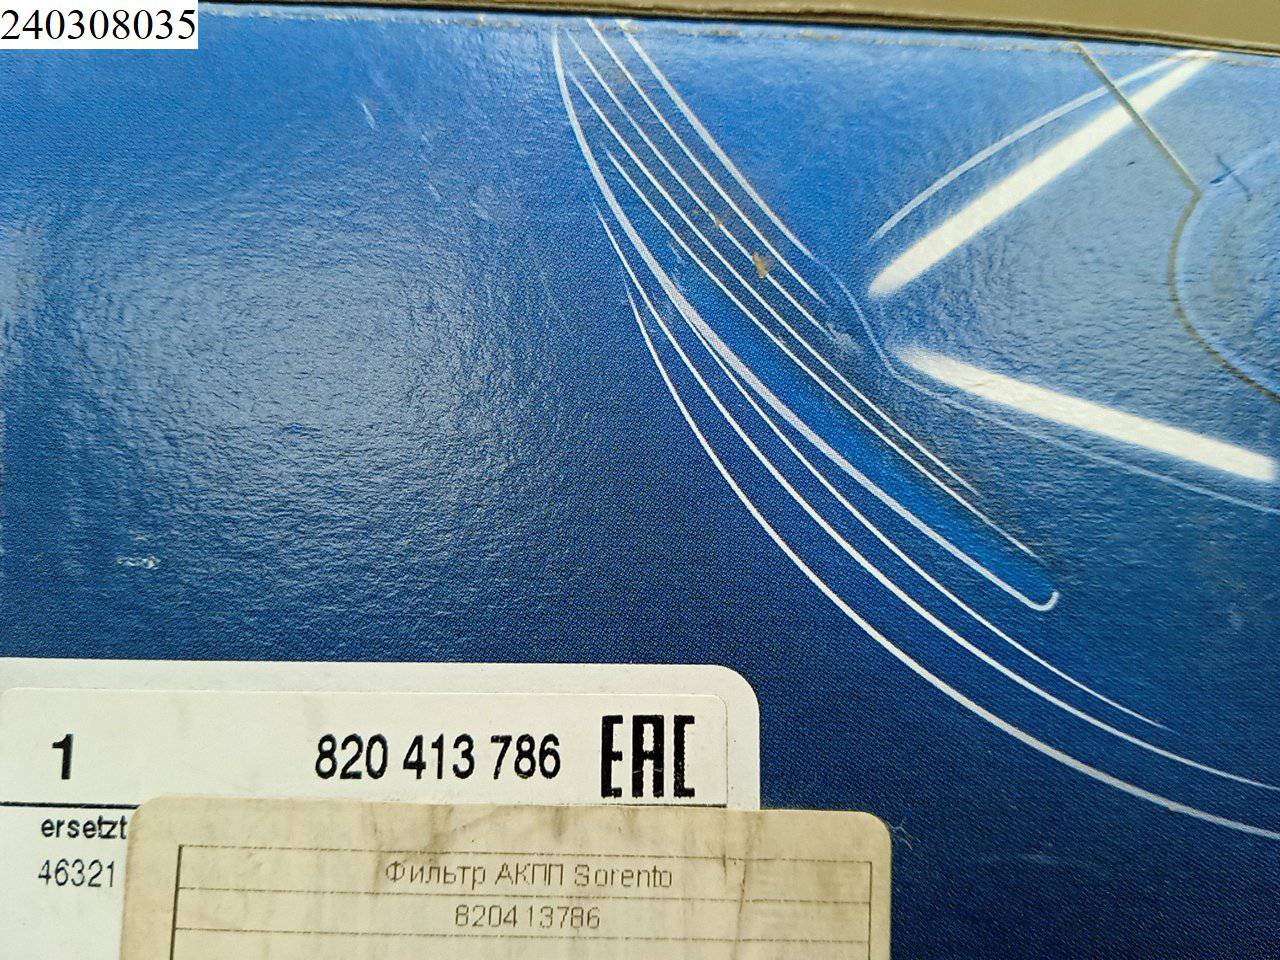 240308035
1 820 413 786 EAC
ersetzt
46321
Фильтр АКПП Sorento
820413786